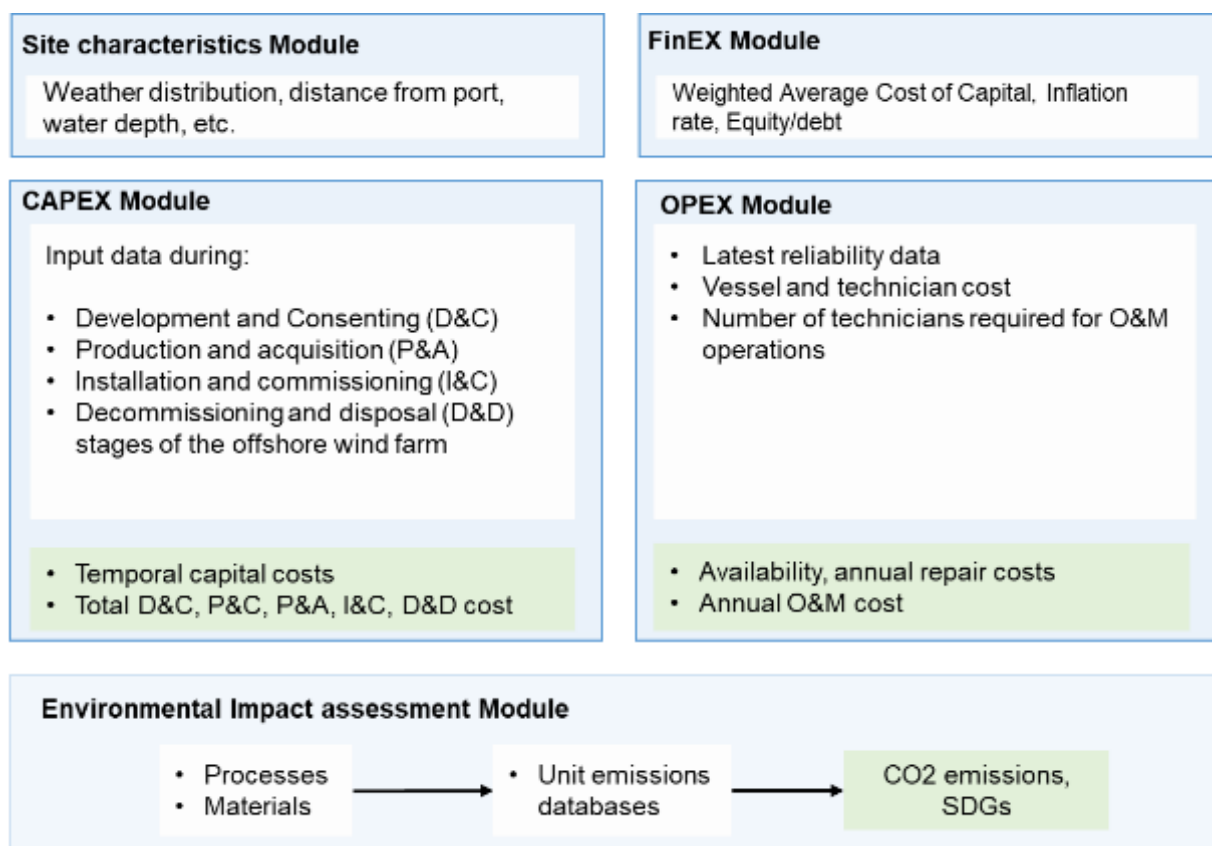 Site characteristics Module
Weather distribution, distance from port,
water depth, etc.
FinEX Module
Weighted Average Cost of Capital, Inflation
rate, Equity/debt
CAPEX Module
Input data during:
• Development and Consenting (D&C)
• Production and acquisition (P&A)
• Installation and commissioning (I&C)
• Decommissioning and disposal (D&D)
stages of the offshore wind farm
• Temporal capital costs
• Total D&C, P&C, P&A, I&C, D&D cost
OPEX Module
• Latest reliability data
• Vessel and technician cost
• Number of technicians required for O&M
operations
• Availability, annual repair costs
• Annual O&M cost
Environmental Impact assessment Module
• Processes
• Materials
• Unit emissions
databases
CO2 emissions,
SDGs